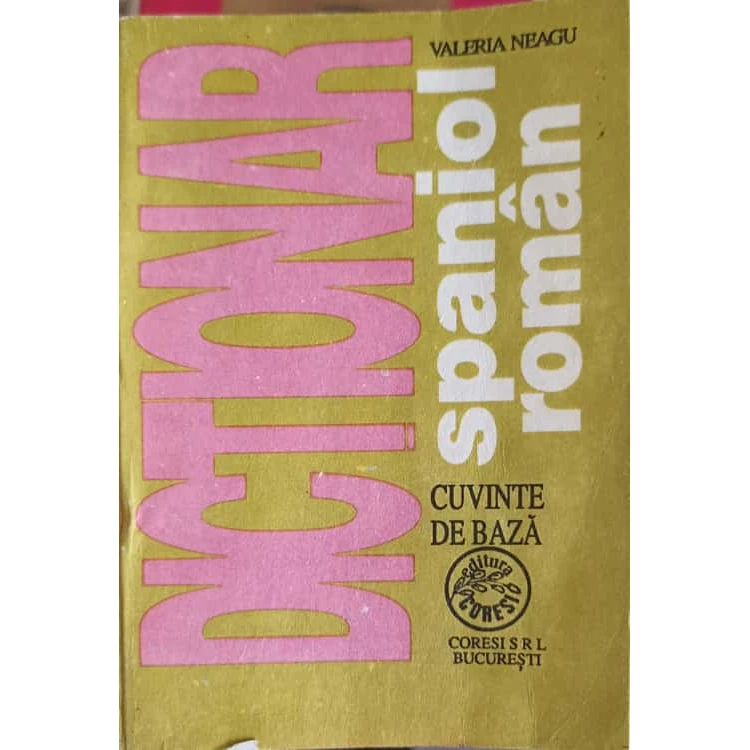 VALERIA NEAGU
DICȚIONAR
spaniol
român
CUVINTE
DE BAZĂ
editura
CORESI
CORESI S R L
BUCUREȘTI